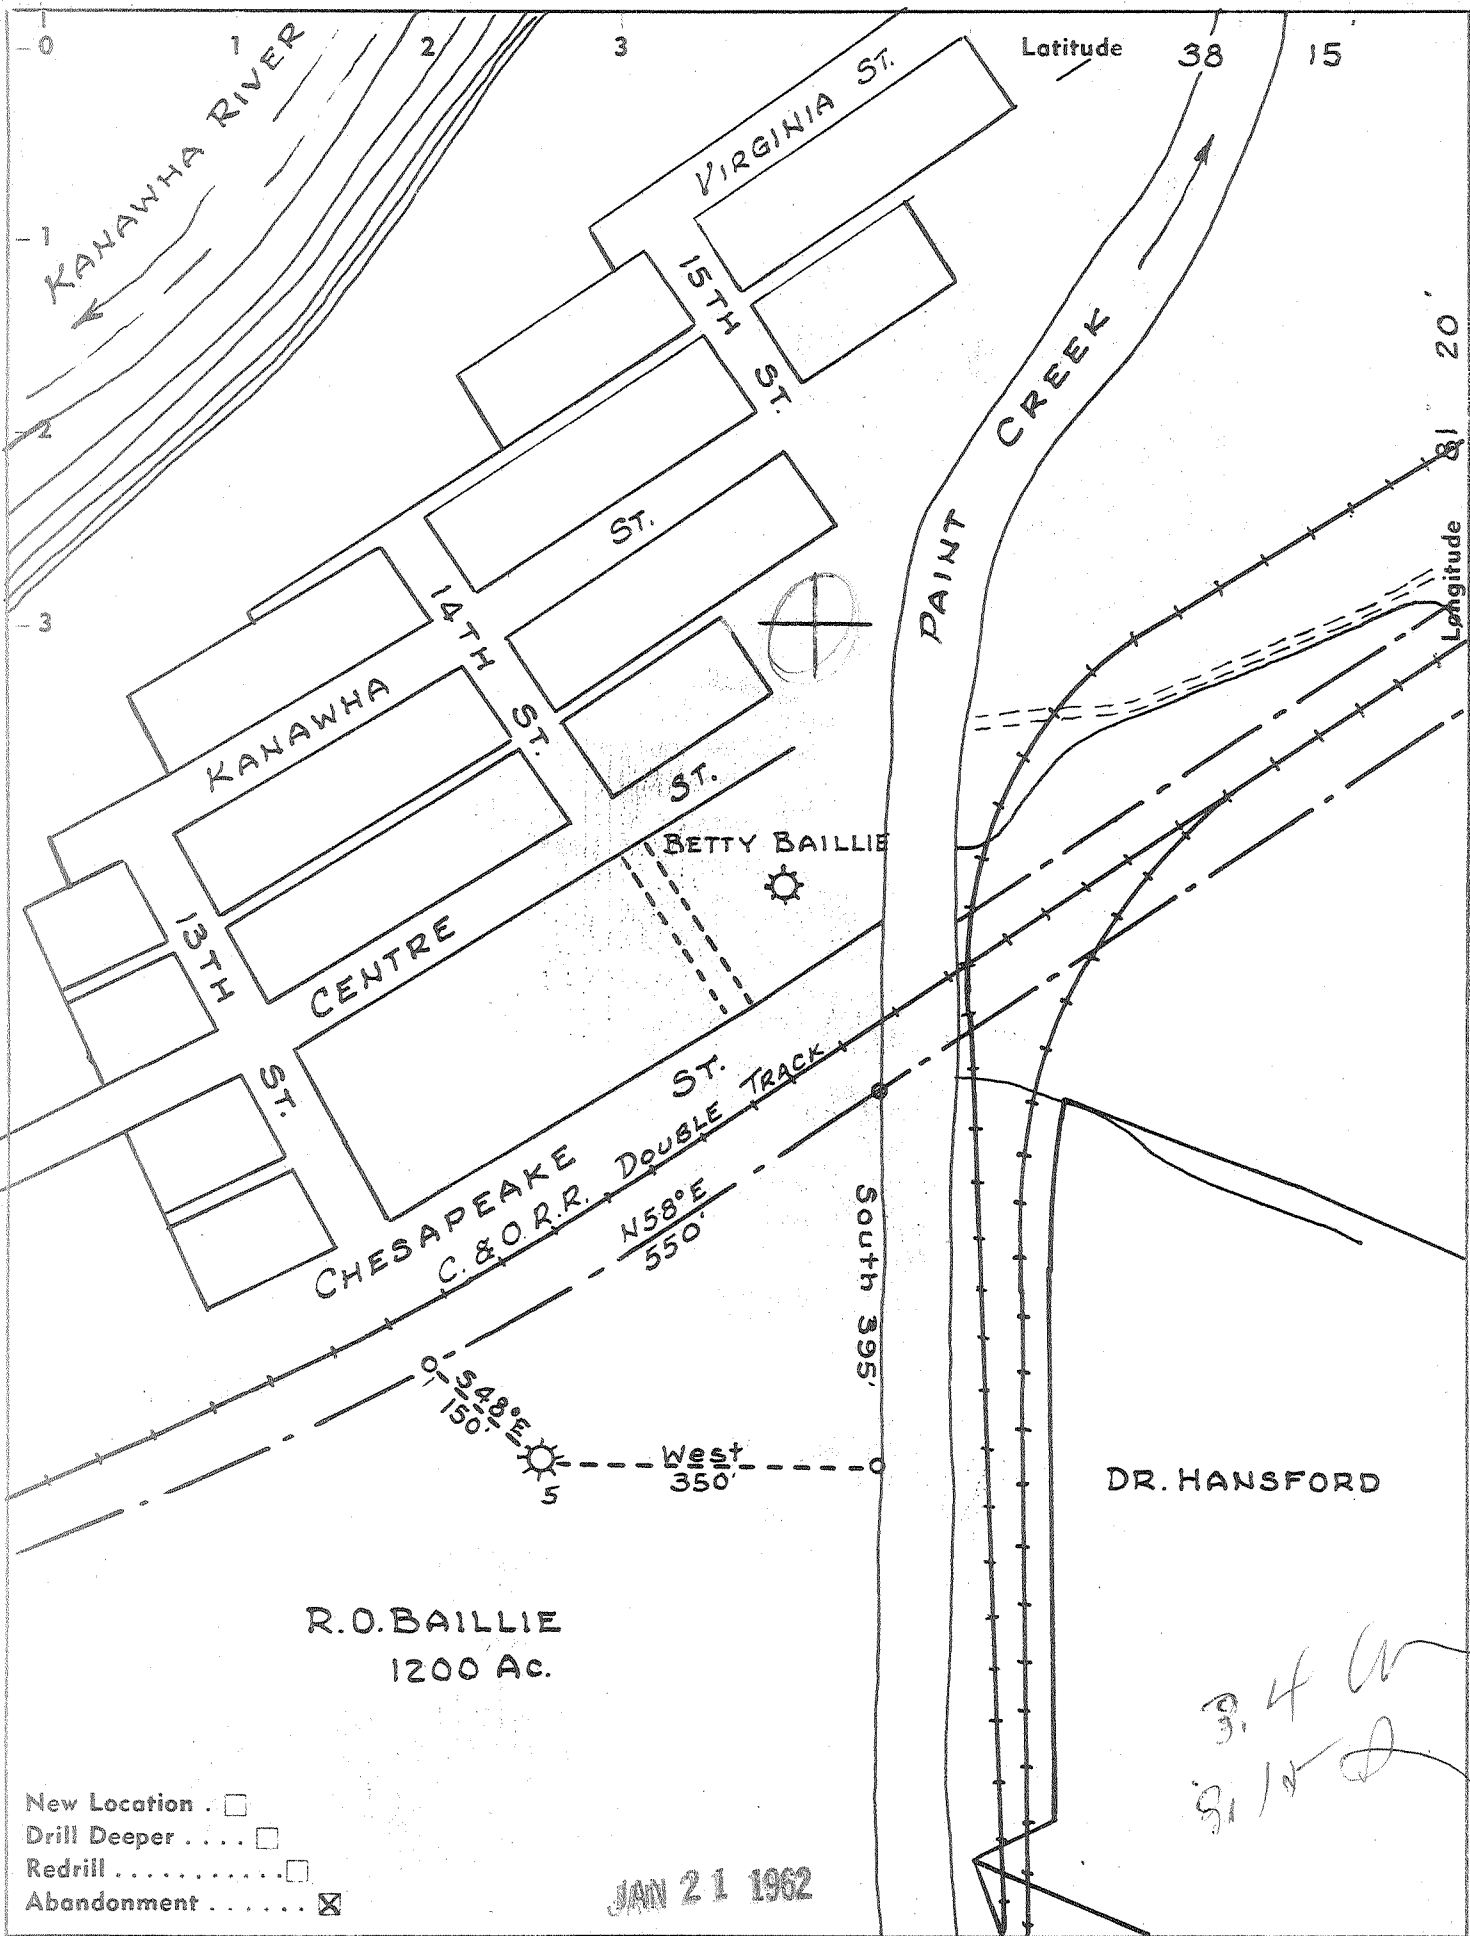 0 1 2 3 Latitude 38 15
KANAWHA RIVER
VIRGINIA ST.
1
15TH ST.
20'
81
Longitude
2
PAINT CREEK
ST.
3
14TH ST.
KANAWHA
ST.
BETTY BAILLIE
13TH ST.
CENTRE
ST.
CHESAPEAKE
C. & O. R.R. DOUBLE TRACK
N58°E
550'
South 395'
S48°E
150'
West
350'
5
DR. HANSFORD
R.O. BAILLIE
1200 AC.
New Location . ☐
Drill Deeper . . . . ☐
Redrill . . . . . . . . . . . ☐
Abandonment . . . . . . ☒
JAN 21 1962